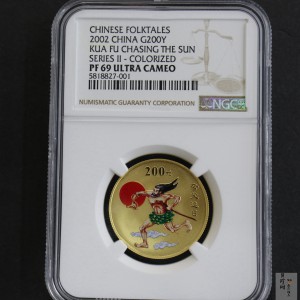 CHINESE FOLKTALES
2002 CHINA G200Y
KUA FU CHASING THE SUN
SERIES II - COLORIZED
PF 69 ULTRA CAMEO
5818827-001
NUMISMATIC GUARANTY CORPORATION
NGC
200元